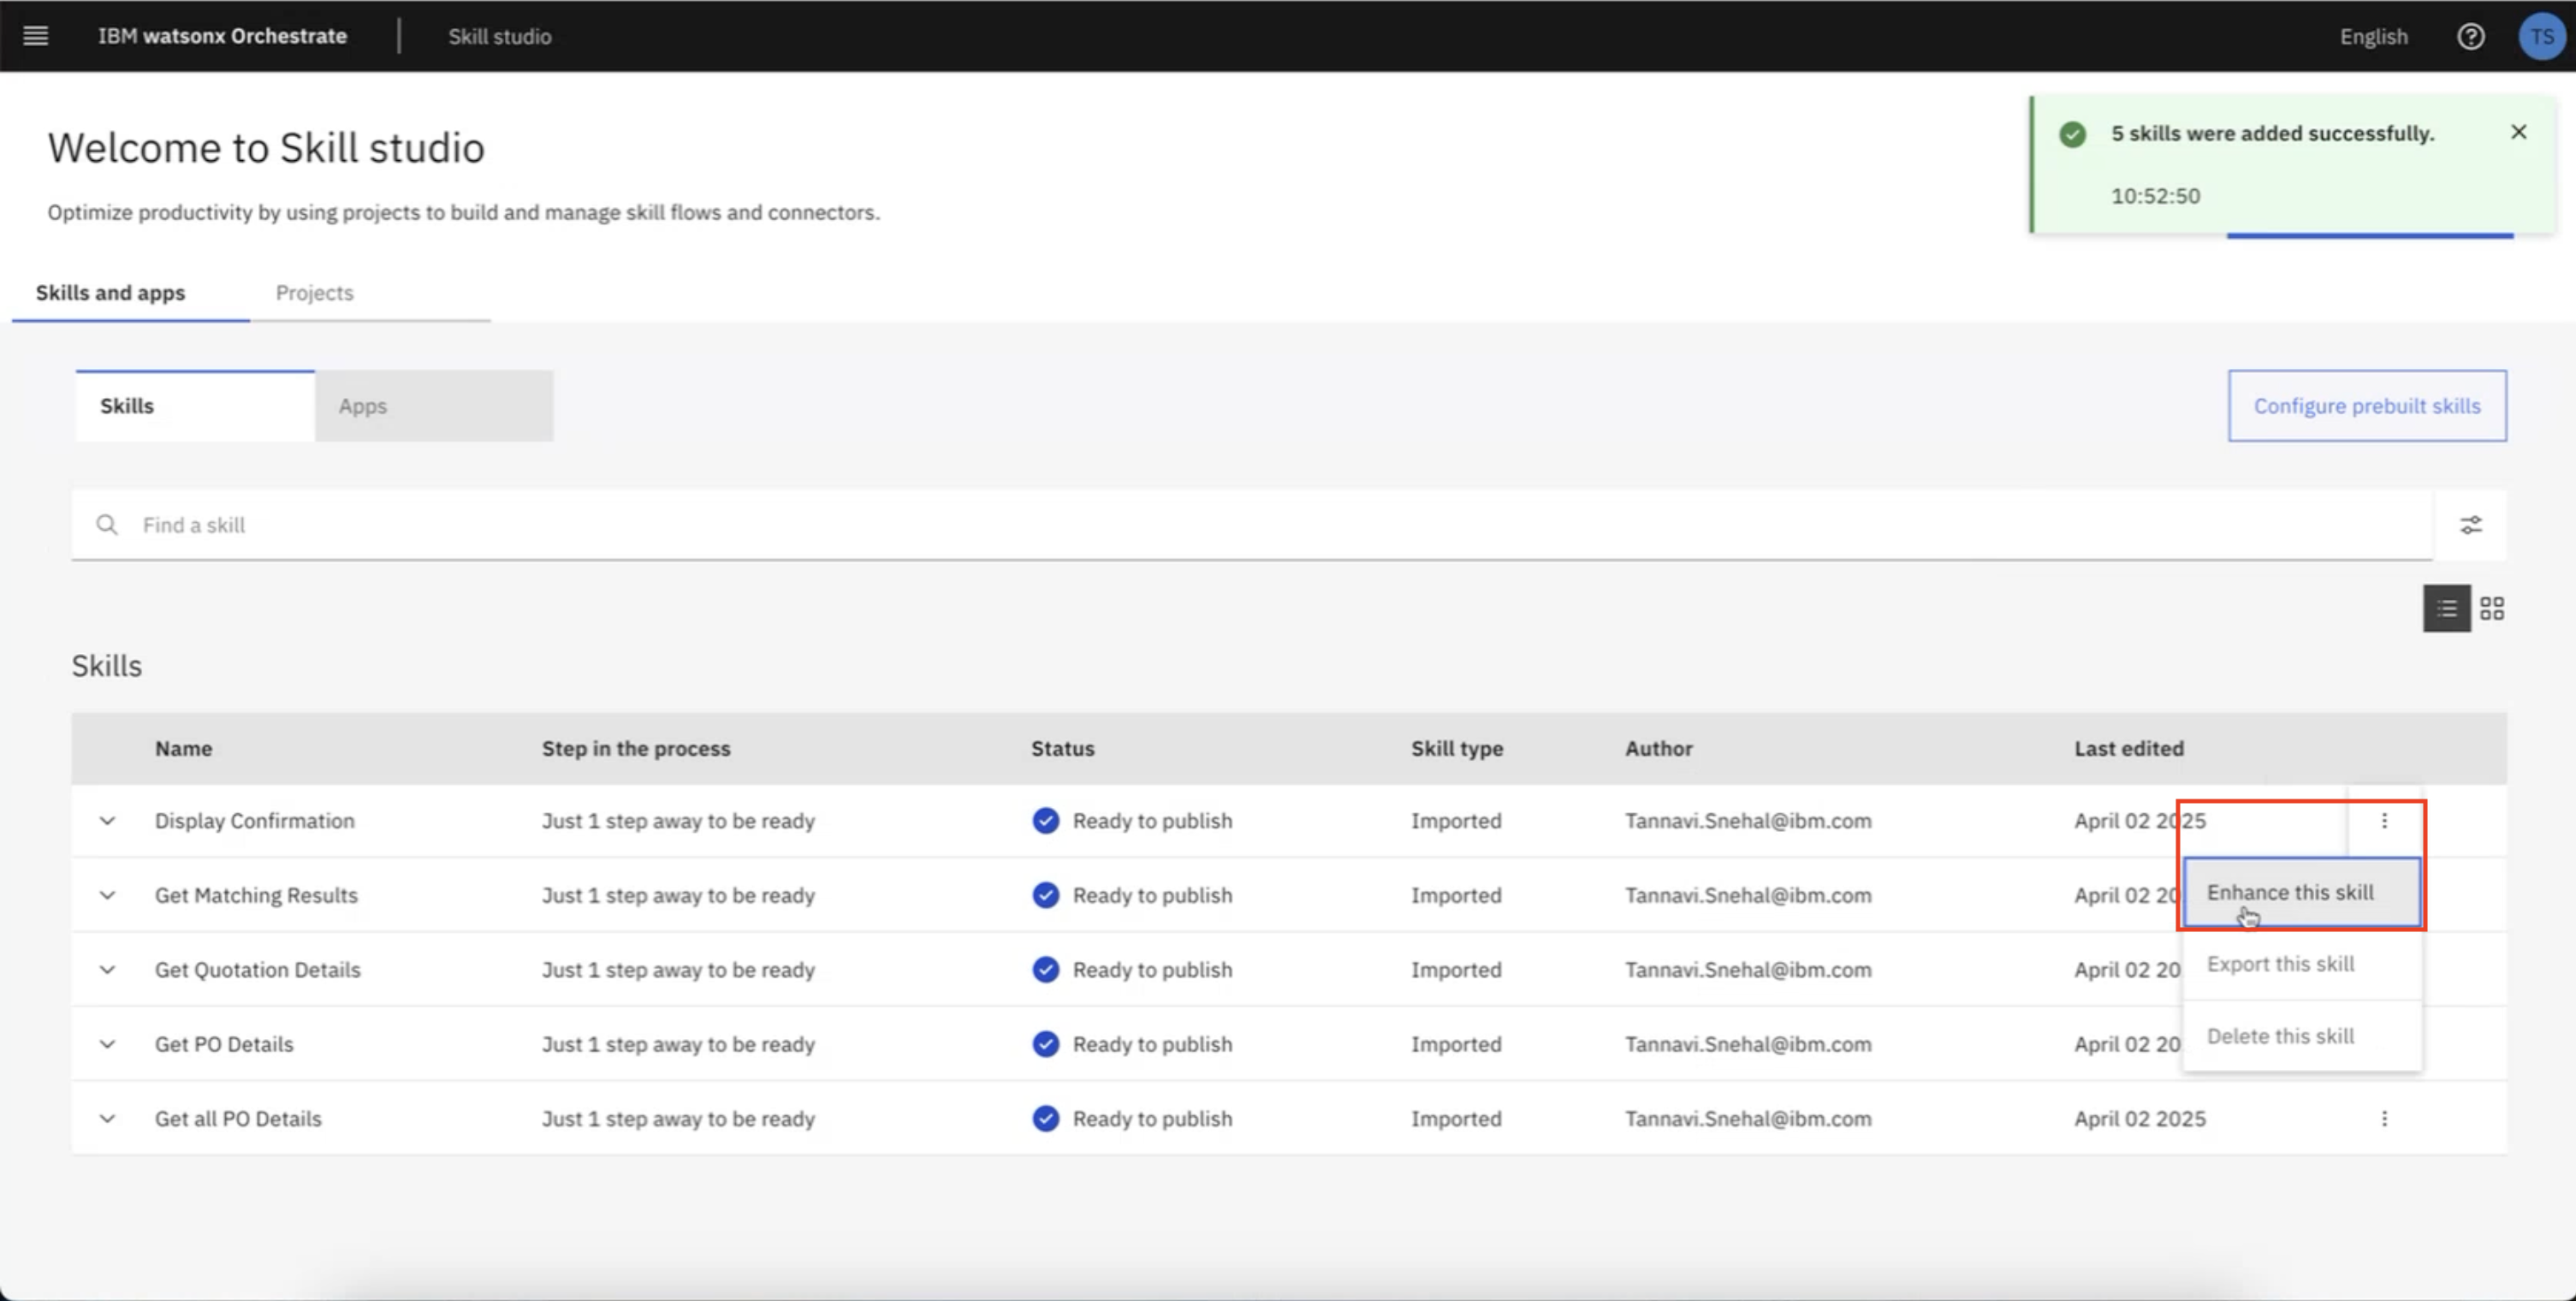 IBM watsonx Orchestrate
Skill studio
English
TS
Welcome to Skill studio
Optimize productivity by using projects to build and manage skill flows and connectors.
5 skills were added successfully.
10:52:50
Skills and apps
Projects
Skills
Apps
Configure prebuilt skills
Find a skill
Skills
Name Step in the process Status Skill type Author Last edited
Display Confirmation Just 1 step away to be ready Ready to publish Imported Tannavi.Snehal@ibm.com April 02 2025
Get Matching Results Just 1 step away to be ready Ready to publish Imported Tannavi.Snehal@ibm.com April 02 20
Enhance this skill
Get Quotation Details Just 1 step away to be ready Ready to publish Imported Tannavi.Snehal@ibm.com April 02 20
Export this skill
Get PO Details Just 1 step away to be ready Ready to publish Imported Tannavi.Snehal@ibm.com April 02 20
Delete this skill
Get all PO Details Just 1 step away to be ready Ready to publish Imported Tannavi.Snehal@ibm.com April 02 2025